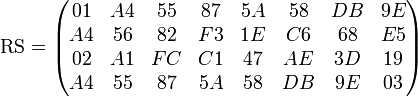 RS = ( 01 A4 55 87 5A 58 DB 9E
A4 56 82 F3 1E C6 68 E5
02 A1 FC C1 47 AE 3D 19
A4 55 87 5A 58 DB 9E 03 )